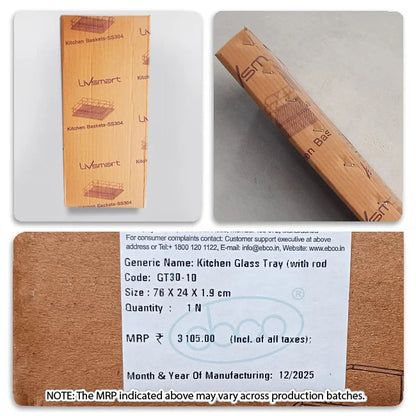 Livsmart
Kitchen Baskets-SS304
Livsmart
Kitchen Baskets-SS304
Livsmart
Kitchen Baskets-SS304
For consumer complaints contact: Customer support executive at above
address or Tel:+ 1800 120 1122, E-mail: info@ebco.in, Website: www.ebco.in
Generic Name: Kitchen Glass Tray (with rod
Code: GT30-10
Size : 76 X 24 X 1.9 cm
Quantity : 1 N
ebco ®
MRP ₹ 3105.00 (Incl. of all taxes);
Month & Year Of Manufacturing: 12/2025
NOTE: The MRP indicated above may vary across production batches.